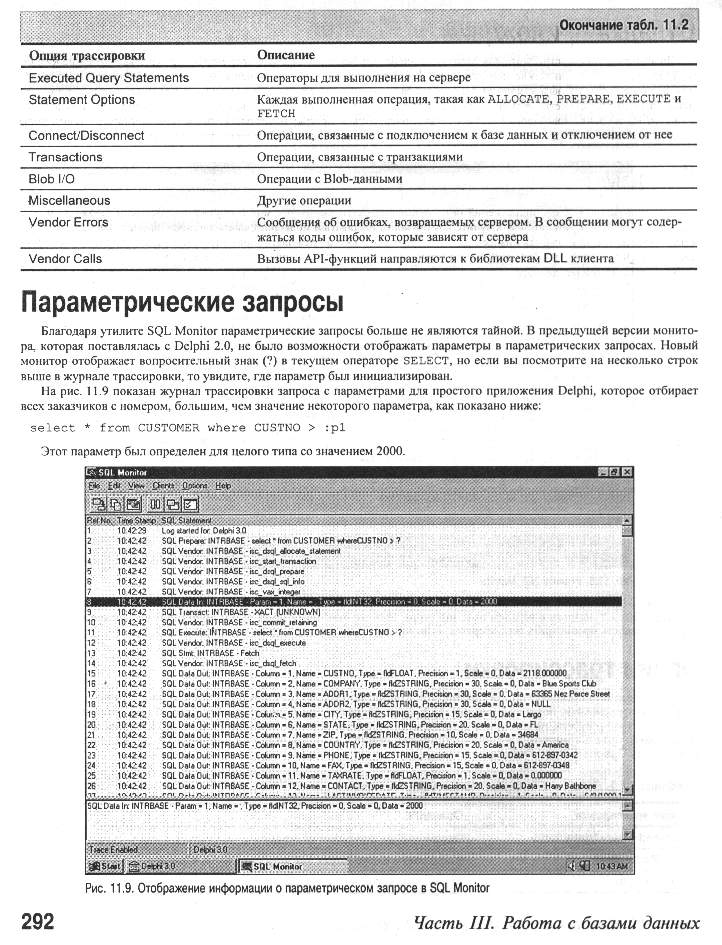 Окончание табл. 11.2
Опция трассировки Описание
Executed Query Statements Операторы для выполнения на сервере
Statement Options Каждая выполненная операция, такая как ALLOCATE, PREPARE, EXECUTE и
FETCH
Connect/Disconnect Операции, связанные с подключением к базе данных и отключением от нее
Transactions Операции, связанные с транзакциями
Blob I/O Операции с Blob-данными
Miscellaneous Другие операции
Vendor Errors Сообщения об ошибках, возвращаемых сервером. В сообщении могут содер-
жаться коды ошибок, которые зависят от сервера
Vendor Calls Вызовы API-функций направляются к библиотекам DLL клиента
Параметрические запросы
Благодаря утилите SQL Monitor параметрические запросы больше не являются тайной. В предыдущей версии монито-
ра, которая поставлялась с Delphi 2.0, не было возможности отображать параметры в параметрических запросах. Новый
монитор отображает вопросительный знак (?) в текущем операторе SELECT, но если вы посмотрите на несколько строк
выше в журнале трассировки, то увидите, где параметр был инициализирован.
На рис. 11.9 показан журнал трассировки запроса с параметрами для простого приложения Delphi, которое отбирает
всех заказчиков с номером, большим, чем значение некоторого параметра, как показано ниже:
select * from CUSTOMER where CUSTNO > :p1
Этот параметр был определен для целого типа со значением 2000.
SQL Monitor
File Edit View Clients Options Help
Ref No. Time Stamp SQL Statement
1 10:42:29 Log started for: Delphi 3.0
2 10:42:42 SQL Prepare: INTRBASE - select * from CUSTOMER whereCUSTNO > ?
3 10:42:42 SQL Vendor: INTRBASE - isc_dsql_allocate_statement
4 10:42:42 SQL Vendor: INTRBASE - isc_start_transaction
5 10:42:42 SQL Vendor: INTRBASE - isc_dsql_prepare
6 10:42:42 SQL Vendor: INTRBASE - isc_dsql_sql_info
7 10:42:42 SQL Vendor: INTRBASE - isc_vax_integer
8 10:42:42 SQL Data In: INTRBASE - Param = 1, Name = , Type = fldINT32, Precision = 0, Scale = 0, Data = 2000
9 10:42:42 SQL Transact: INTRBASE - XACT (UNKNOWN)
10 10:42:42 SQL Vendor: INTRBASE - isc_commit_retaining
11 10:42:42 SQL Execute: INTRBASE - select * from CUSTOMER whereCUSTNO > ?
12 10:42:42 SQL Vendor: INTRBASE - isc_dsql_execute
13 10:42:42 SQL Stmt: INTRBASE - Fetch
14 10:42:42 SQL Vendor: INTRBASE - isc_dsql_fetch
15 10:42:42 SQL Data Out: INTRBASE - Column = 1, Name = CUSTNO, Type = fldFLOAT, Precision = 1, Scale = 0, Data = 2118.000000
16 10:42:42 SQL Data Out: INTRBASE - Column = 2, Name = COMPANY, Type = fldZSTRING, Precision = 30, Scale = 0, Data = Blue Sports Club
17 10:42:42 SQL Data Out: INTRBASE - Column = 3, Name = ADDR1, Type = fldZSTRING, Precision = 30, Scale = 0, Data = 63365 Nez Perce Street
18 10:42:42 SQL Data Out: INTRBASE - Column = 4, Name = ADDR2, Type = fldZSTRING, Precision = 30, Scale = 0, Data = NULL
19 10:42:42 SQL Data Out: INTRBASE - Column = 5, Name = CITY, Type = fldZSTRING, Precision = 15, Scale = 0, Data = Largo
20 10:42:42 SQL Data Out: INTRBASE - Column = 6, Name = STATE, Type = fldZSTRING, Precision = 20, Scale = 0, Data = FL
21 10:42:42 SQL Data Out: INTRBASE - Column = 7, Name = ZIP, Type = fldZSTRING, Precision = 10, Scale = 0, Data = 34684
22 10:42:42 SQL Data Out: INTRBASE - Column = 8, Name = COUNTRY, Type = fldZSTRING, Precision = 20, Scale = 0, Data = America
23 10:42:42 SQL Data Out: INTRBASE - Column = 9, Name = PHONE, Type = fldZSTRING, Precision = 15, Scale = 0, Data = 612-897-0342
24 10:42:42 SQL Data Out: INTRBASE - Column = 10, Name = FAX, Type = fldZSTRING, Precision = 15, Scale = 0, Data = 612-897-0348
25 10:42:42 SQL Data Out: INTRBASE - Column = 11, Name = TAXRATE, Type = fldFLOAT, Precision = 1, Scale = 0, Data = 0.000000
26 10:42:42 SQL Data Out: INTRBASE - Column = 12, Name = CONTACT, Type = fldZSTRING, Precision = 20, Scale = 0, Data = Harry Bathbone
SQL Data In: INTRBASE - Param = 1, Name = , Type = fldINT32, Precision = 0, Scale = 0, Data = 2000
Trace Enabled Delphi 3.0
Start Delphi 3.0 SQL Monitor 10:43 AM
Рис. 11.9. Отображение информации о параметрическом запросе в SQL Monitor
292 Часть III. Работа с базами данных